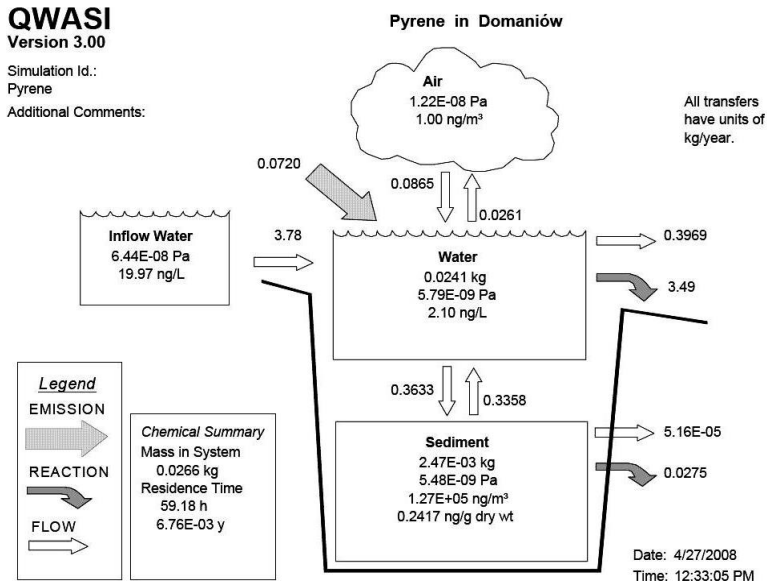 QWASI
Version 3.00
Simulation Id.:
Pyrene
Additional Comments:
Pyrene in Domaniów
Air
1.22E-08 Pa
1.00 ng/m³
All transfers
have units of
kg/year.
0.0720
0.0865
0.0261
Inflow Water
6.44E-08 Pa
19.97 ng/L
3.78
Water
0.0241 kg
5.79E-09 Pa
2.10 ng/L
0.3969
3.49
0.3633
0.3358
Sediment
2.47E-03 kg
5.48E-09 Pa
1.27E+05 ng/m³
0.2417 ng/g dry wt
5.16E-05
0.0275
Legend
EMISSION
REACTION
FLOW
Chemical Summary
Mass in System
0.0266 kg
Residence Time
59.18 h
6.76E-03 y
Date: 4/27/2008
Time: 12:33:05 PM